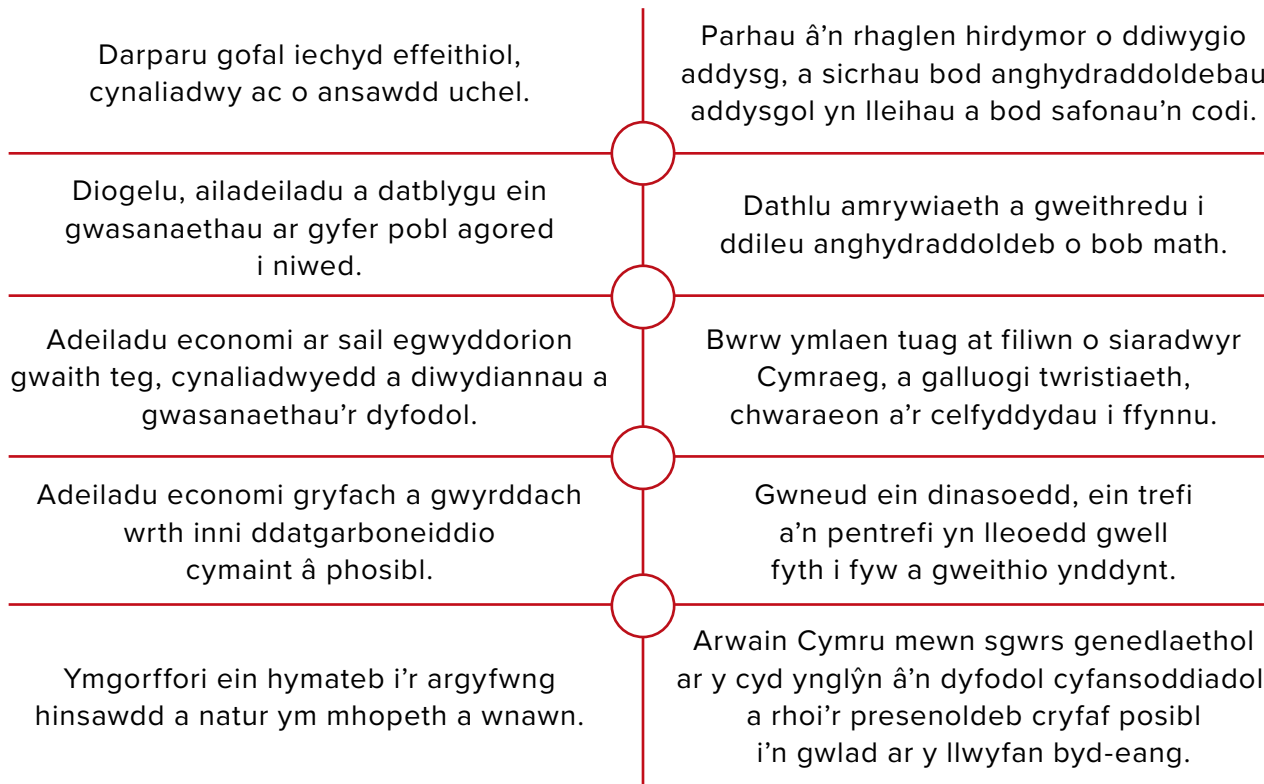 Darparu gofal iechyd effeithiol,
cynaliadwy ac o ansawdd uchel.
Parhau â’n rhaglen hirdymor o ddiwygio
addysg, a sicrhau bod anghydraddoldebau
addysgol yn lleihau a bod safonau’n codi.
Diogelu, ailadeiladu a datblygu ein
gwasanaethau ar gyfer pobl agored
i niwed.
Dathlu amrywiaeth a gweithredu i
ddileu anghydraddoldeb o bob math.
Adeiladu economi ar sail egwyddorion
gwaith teg, cynaliadwyedd a diwydiannau a
gwasanaethau’r dyfodol.
Bwrw ymlaen tuag at filiwn o siaradwyr
Cymraeg, a galluogi twristiaeth,
chwaraeon a’r celfyddydau i ffynnu.
Adeiladu economi gryfach a gwyrddach
wrth inni ddatgarboneiddio
cymaint â phosibl.
Gwneud ein dinasoedd, ein trefi
a’n pentrefi yn lleoedd gwell
fyth i fyw a gweithio ynddynt.
Ymgorffori ein hymateb i’r argyfwng
hinsawdd a natur ym mhopeth a wnawn.
Arwain Cymru mewn sgwrs genedlaethol
ar y cyd ynglŷn â’n dyfodol cyfansoddiadol
a rhoi’r presenoldeb cryfaf posibl
i’n gwlad ar y llwyfan byd-eang.